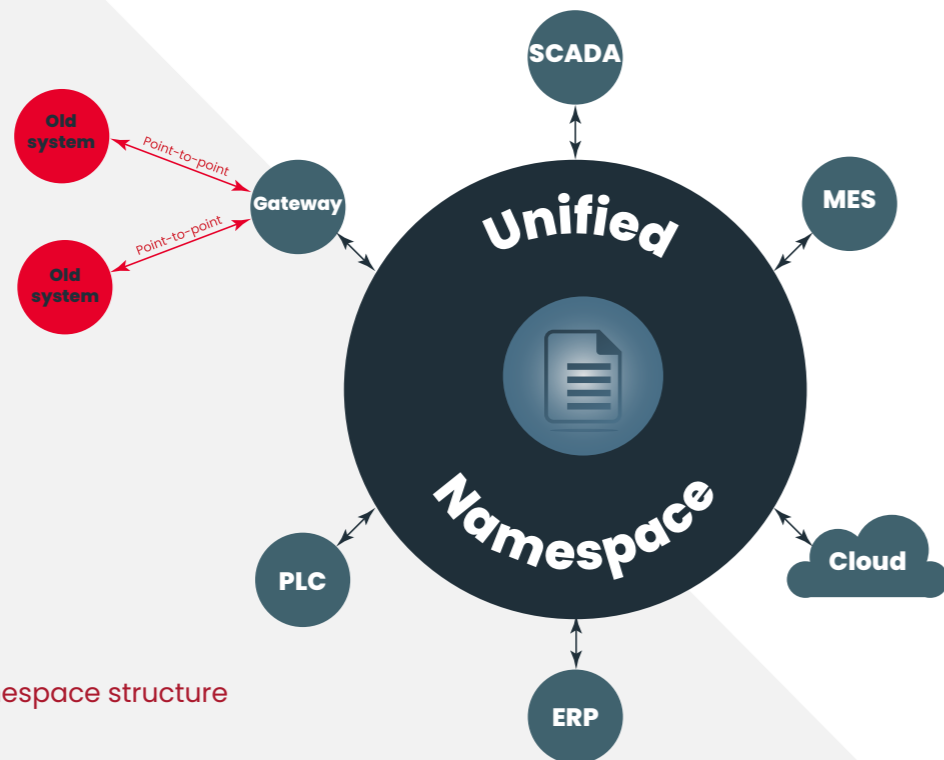 SCADA
Old
system
Point-to-point
Gateway
MES
Unified
Point-to-point
Old
system
Namespace
PLC
Cloud
espace structure
ERP